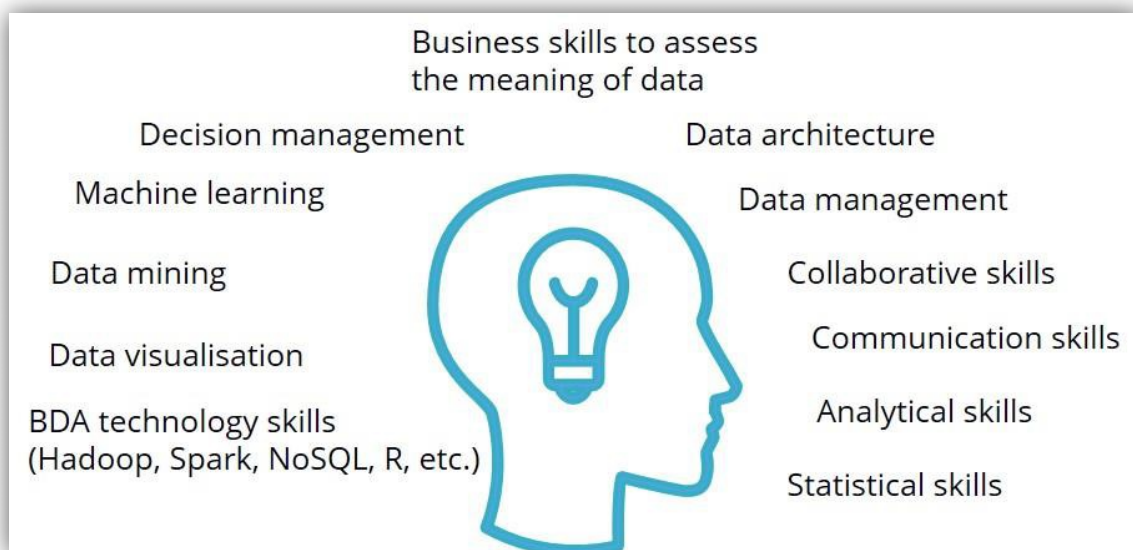 Business skills to assess
the meaning of data
Decision management
Data architecture
Machine learning
Data management
Data mining
Collaborative skills
Data visualisation
Communication skills
BDA technology skills
(Hadoop, Spark, NoSQL, R, etc.)
Analytical skills
Statistical skills